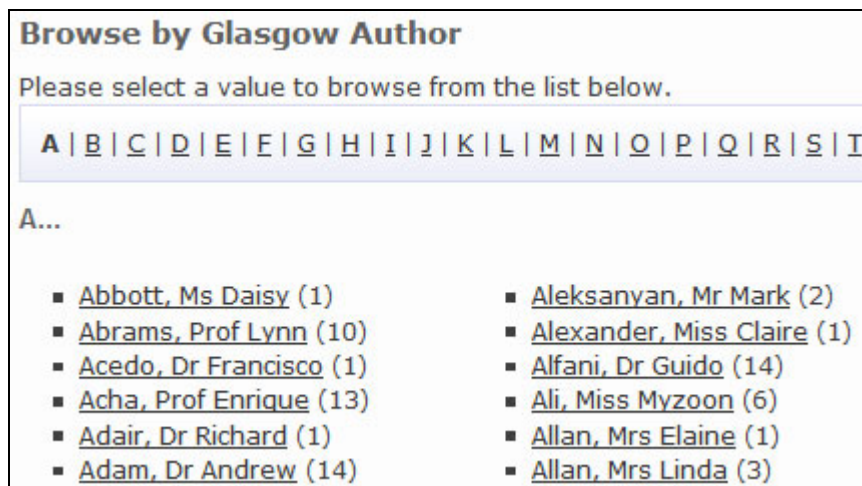 Browse by Glasgow Author
Please select a value to browse from the list below.
A | B | C | D | E | F | G | H | I | J | K | L | M | N | O | P | Q | R | S | T
A...
Abbott, Ms Daisy (1)
Abrams, Prof Lynn (10)
Acedo, Dr Francisco (1)
Acha, Prof Enrique (13)
Adair, Dr Richard (1)
Adam, Dr Andrew (14)
Aleksanyan, Mr Mark (2)
Alexander, Miss Claire (1)
Alfani, Dr Guido (14)
Ali, Miss Myzoon (6)
Allan, Mrs Elaine (1)
Allan, Mrs Linda (3)